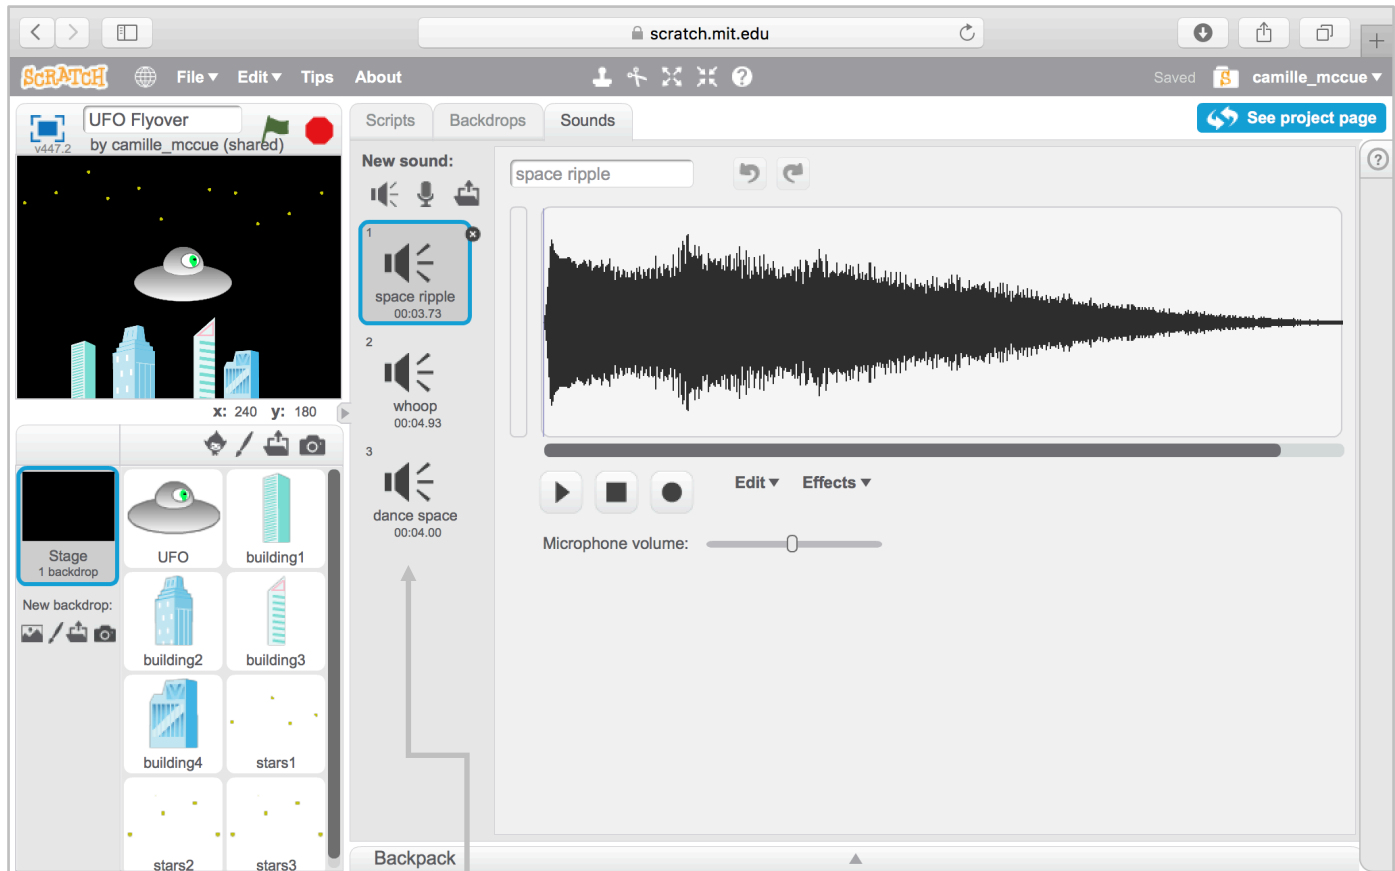 scratch.mit.edu
SCRATCH
File
Edit
Tips
About
Saved
camille_mccue
v447.2
UFO Flyover
by camille_mccue (shared)
Scripts
Backdrops
Sounds
See project page
New sound:
1
space ripple
00:03.73
2
whoop
00:04.93
3
dance space
00:04.00
space ripple
Edit
Effects
Microphone volume:
x: 240 y: 180
Stage
1 backdrop
New backdrop:
UFO
building1
building2
building3
building4
stars1
stars2
stars3
Backpack